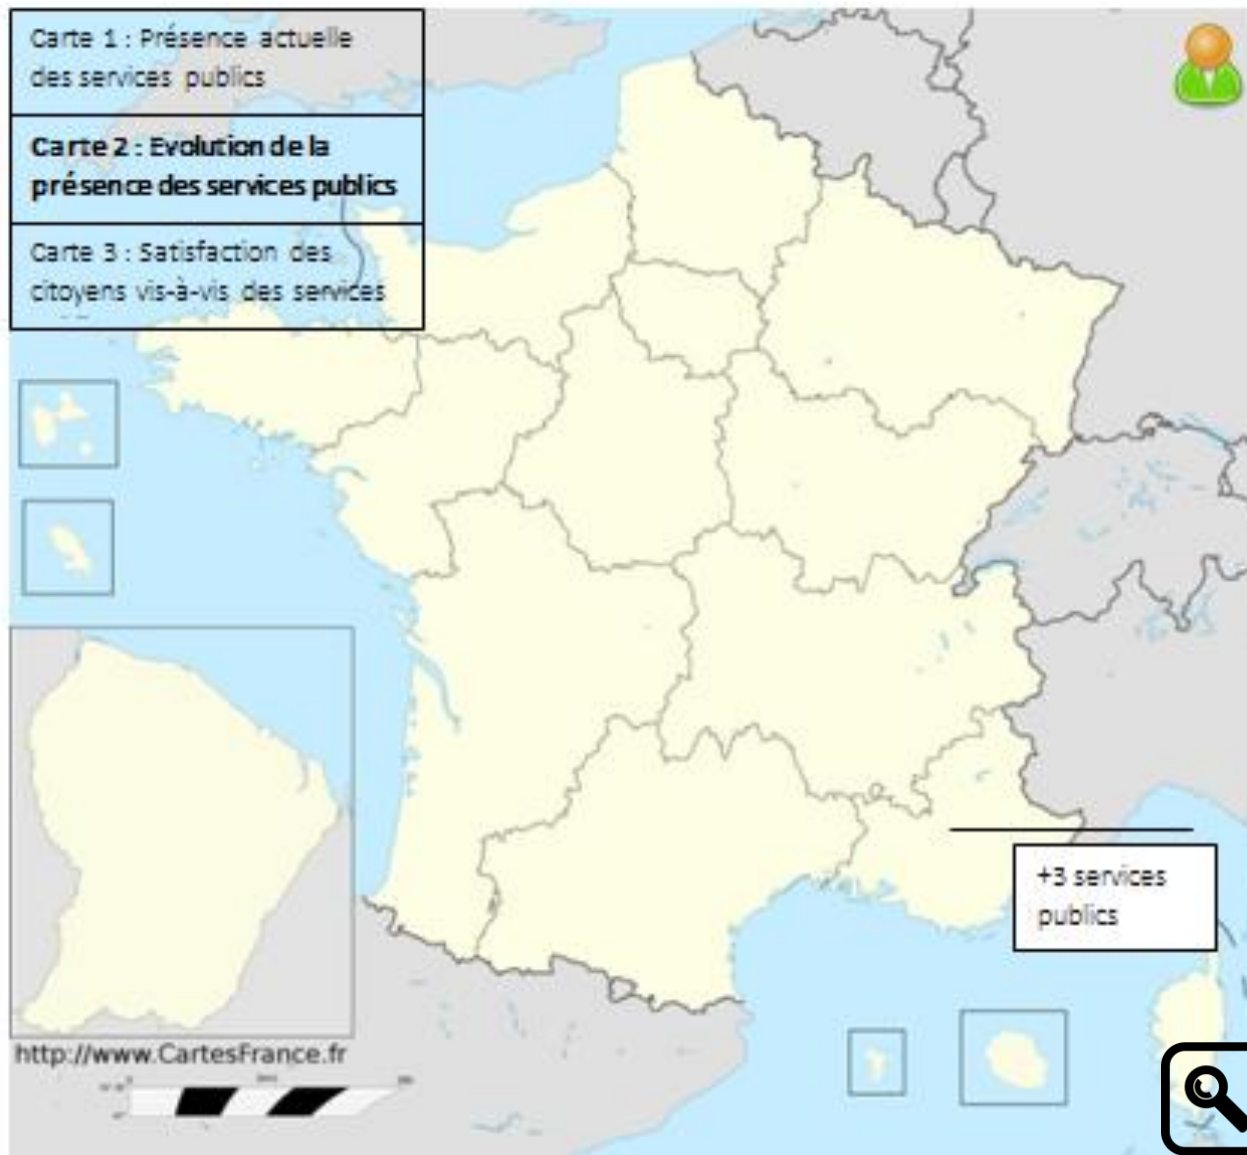 Carte 1 : Présence actuelle
des services publics
Carte 2 : Evolution de la
présence des services publics
Carte 3 : Satisfaction des
citoyens vis-à-vis des services
+3 services
publics
http://www.CartesFrance.fr